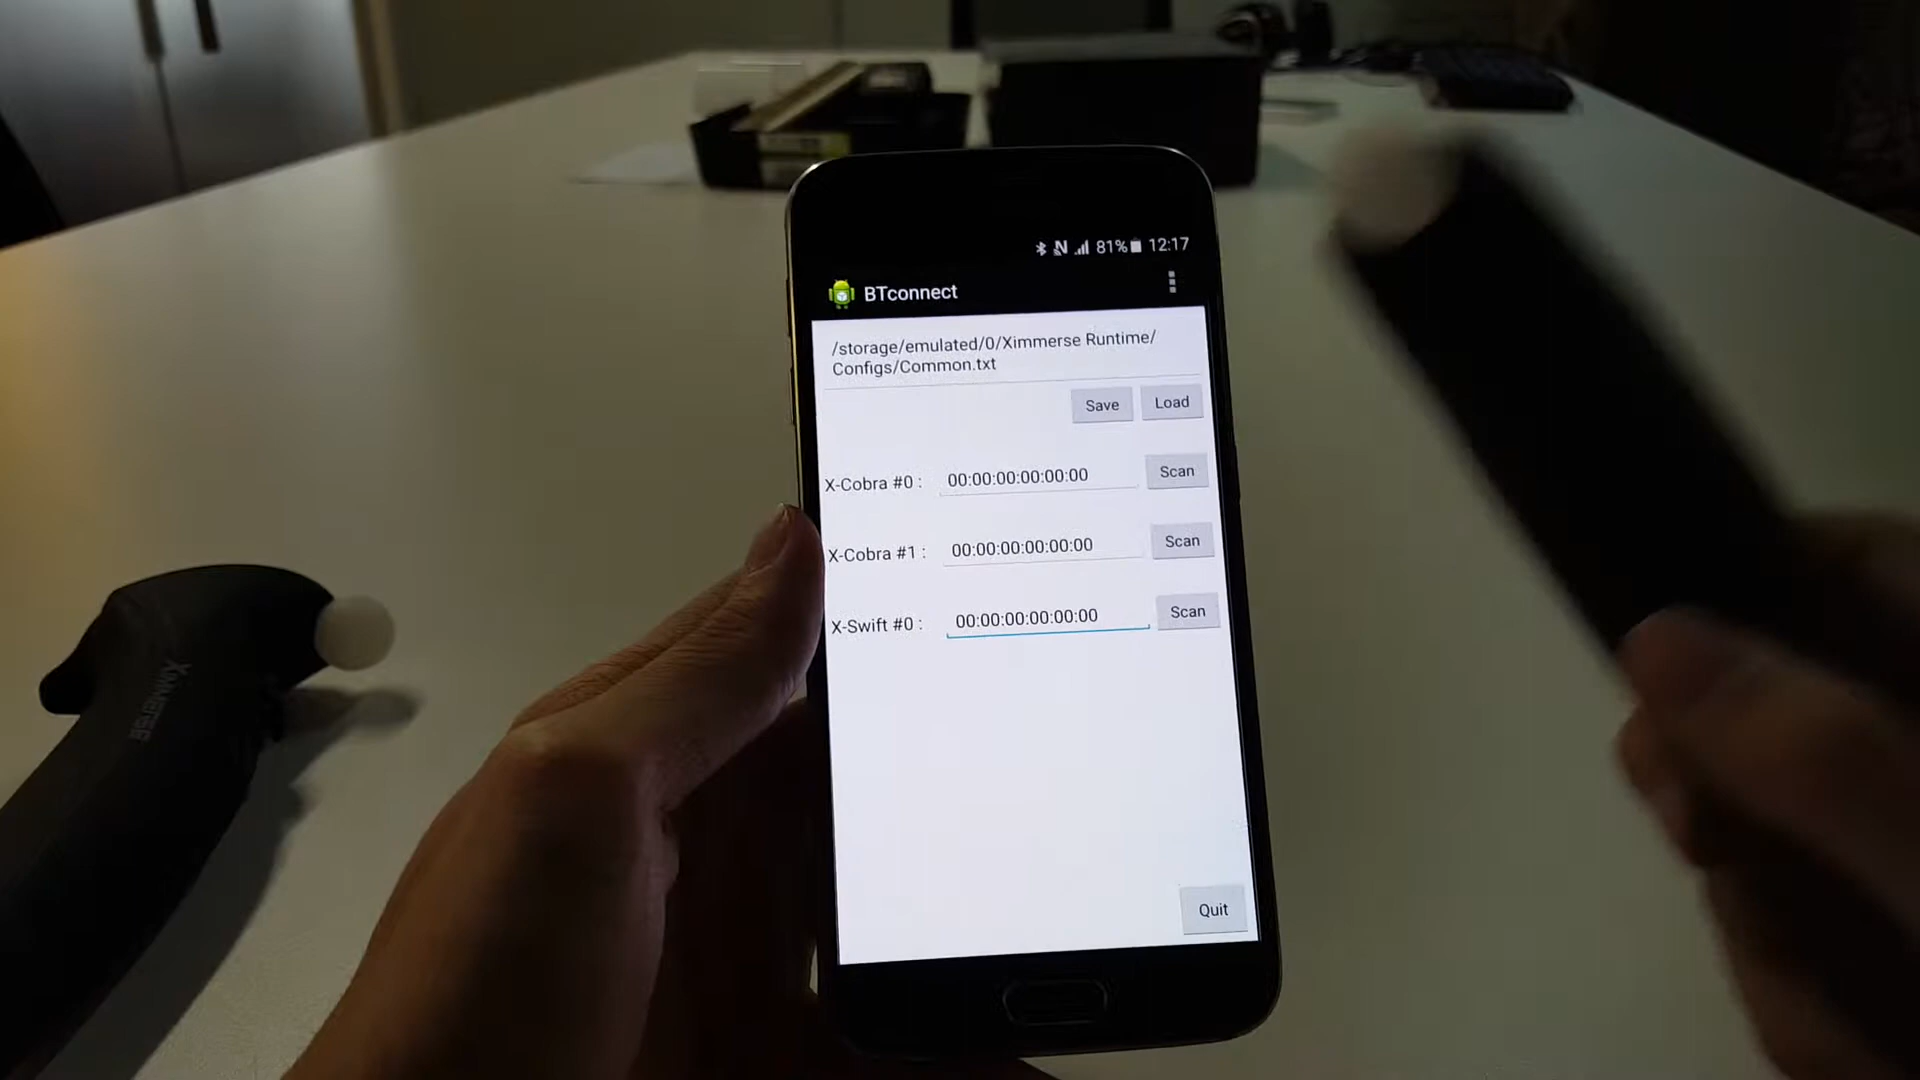 81% 12:17
BTconnect
/storage/emulated/0/Ximmerse Runtime/
Configs/Common.txt
Save Load
X-Cobra #0 : 00:00:00:00:00:00 Scan
X-Cobra #1 : 00:00:00:00:00:00 Scan
X-Swift #0 : 00:00:00:00:00:00 Scan
XIMMERSE
Quit